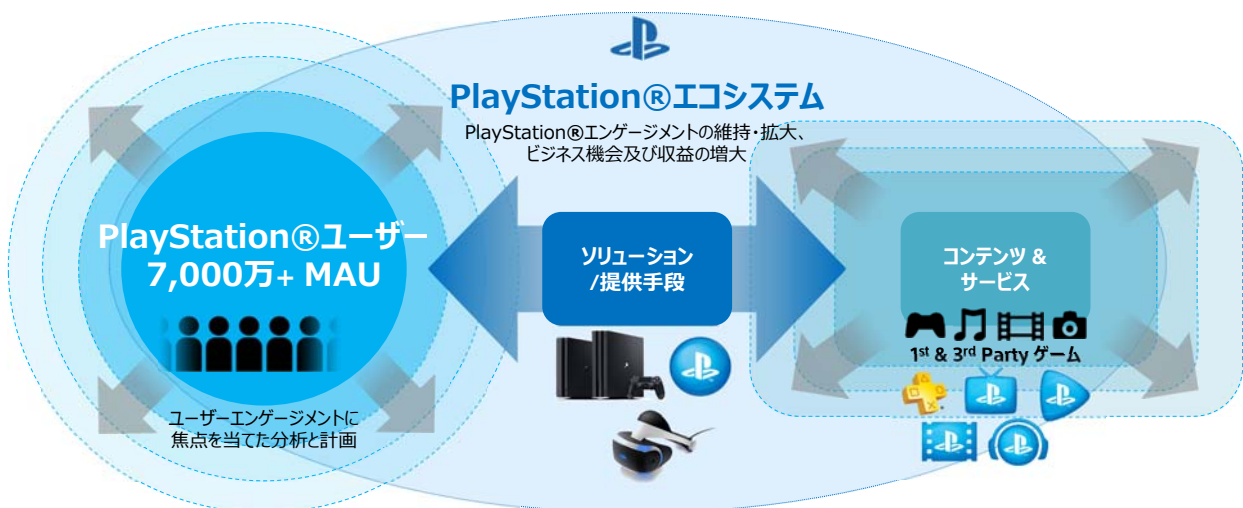 PlayStation®エコシステム
PlayStation®エンゲージメントの維持・拡大、
ビジネス機会及び収益の増大
PlayStation®ユーザー
7,000万+ MAU
ユーザーエンゲージメントに
焦点を当てた分析と計画
ソリューション
/提供手段
コンテンツ &
サービス
1st & 3rd Party ゲーム